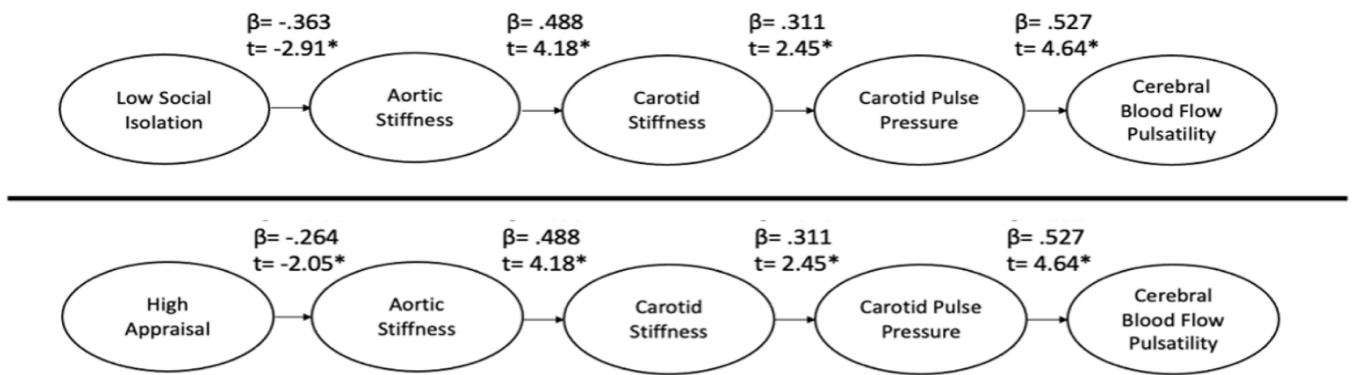 β= -.363
t= -2.91*
β= .488
t= 4.18*
β= .311
t= 2.45*
β= .527
t= 4.64*
Low Social
Isolation
Aortic
Stiffness
Carotid
Stiffness
Carotid Pulse
Pressure
Cerebral
Blood Flow
Pulsatility
β= -.264
t= -2.05*
β= .488
t= 4.18*
β= .311
t= 2.45*
β= .527
t= 4.64*
High
Appraisal
Aortic
Stiffness
Carotid
Stiffness
Carotid Pulse
Pressure
Cerebral
Blood Flow
Pulsatility